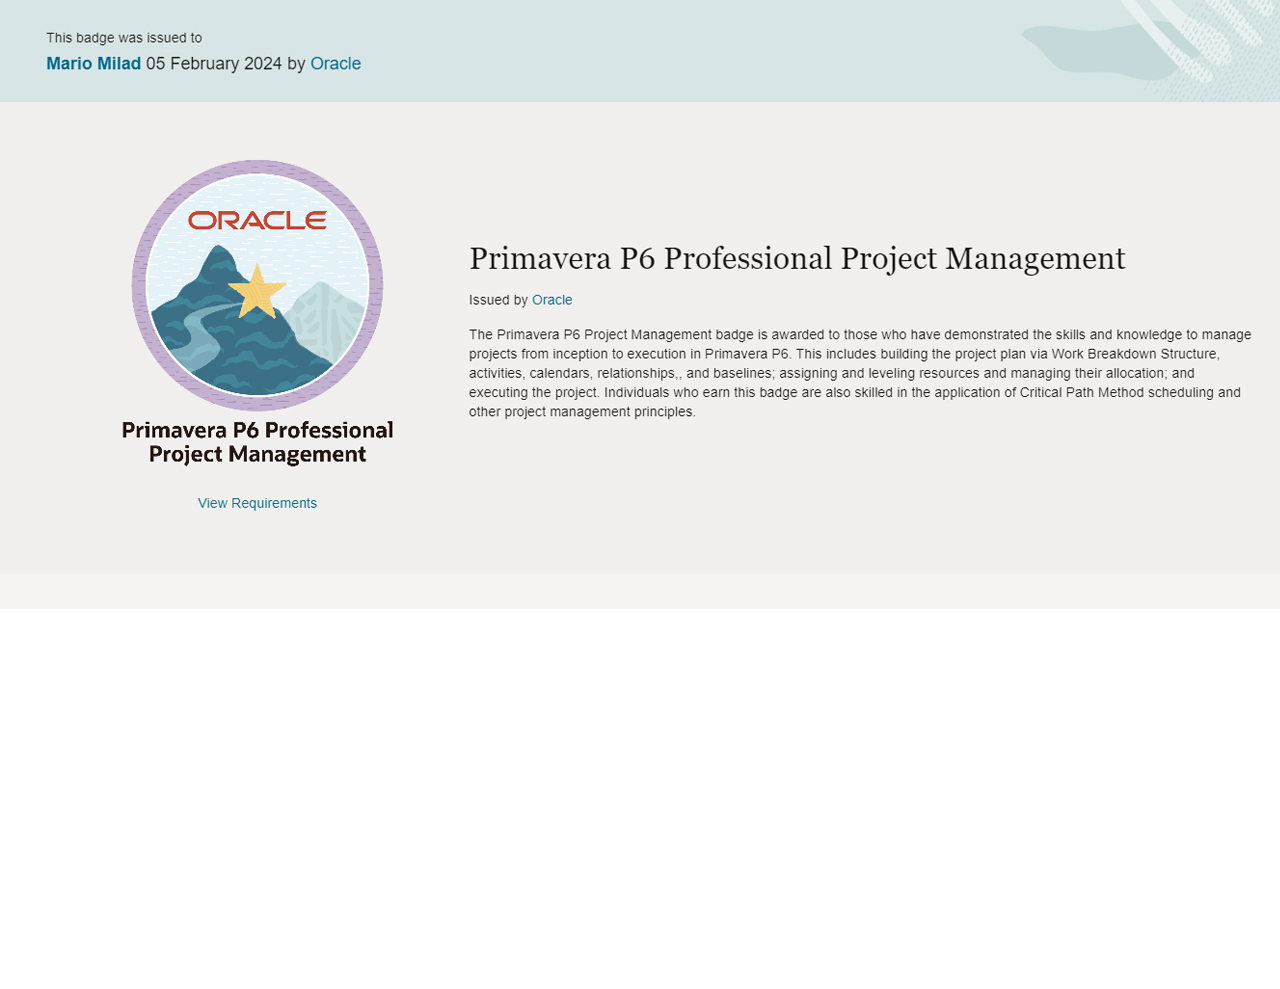 This badge was issued to
Mario Milad 05 February 2024 by Oracle
ORACLE
Primavera P6 Professional
Project Management
View Requirements
Primavera P6 Professional Project Management
Issued by Oracle
The Primavera P6 Project Management badge is awarded to those who have demonstrated the skills and knowledge to manage
projects from inception to execution in Primavera P6. This includes building the project plan via Work Breakdown Structure,
activities, calendars, relationships,, and baselines; assigning and leveling resources and managing their allocation; and
executing the project. Individuals who earn this badge are also skilled in the application of Critical Path Method scheduling and
other project management principles.